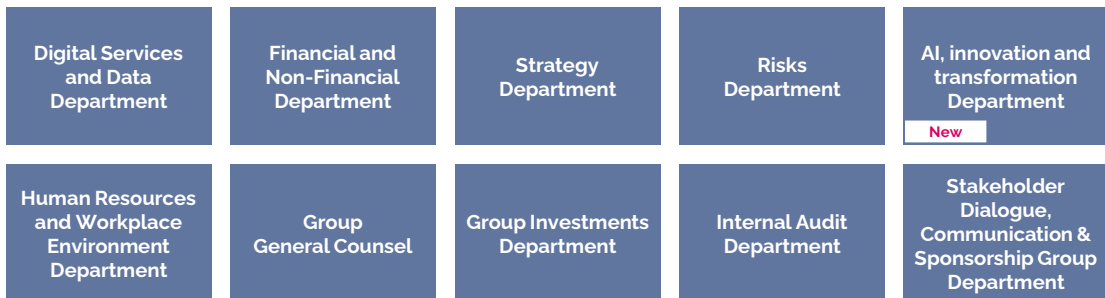 Digital Services
and Data
Department
Financial and
Non-Financial
Department
Strategy
Department
Risks
Department
AI, innovation and
transformation
Department
New
Human Resources
and Workplace
Environment
Department
Group
General Counsel
Group Investments
Department
Internal Audit
Department
Stakeholder
Dialogue,
Communication &
Sponsorship Group
Department